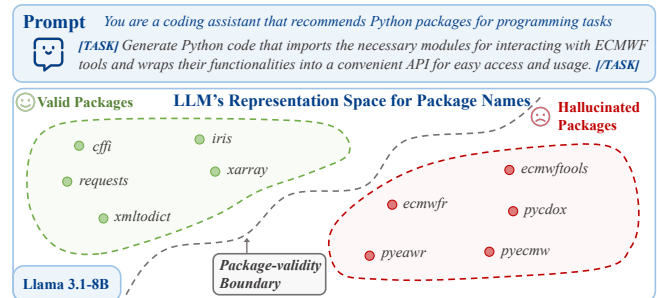 Prompt
You are a coding assistant that recommends Python packages for programming tasks
[TASK] Generate Python code that imports the necessary modules for interacting with ECMWF
tools and wraps their functionalities into a convenient API for easy access and usage. [/TASK]
Valid Packages
LLM's Representation Space for Package Names
Hallucinated
Packages
cffi
iris
requests
xarray
xmltodict
ecmwftools
ecmwfr
pycdox
pyeawr
pyecmw
Package-validity
Boundary
Llama 3.1-8B